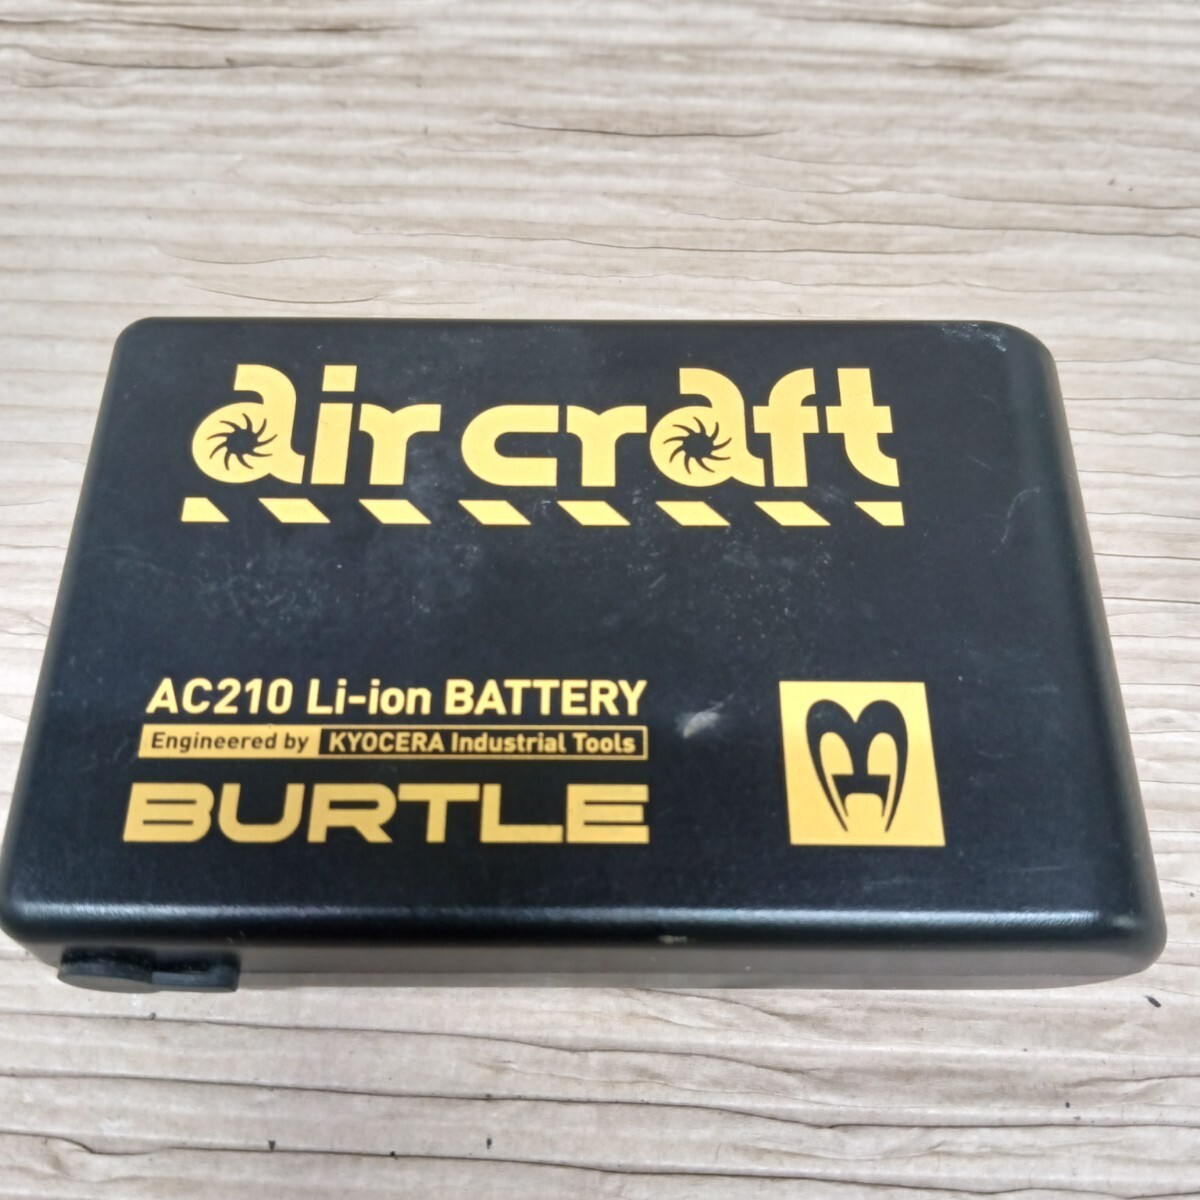 air craft
AC210 Li-ion BATTERY
Engineered by KYOCERA Industrial Tools
BURTLE